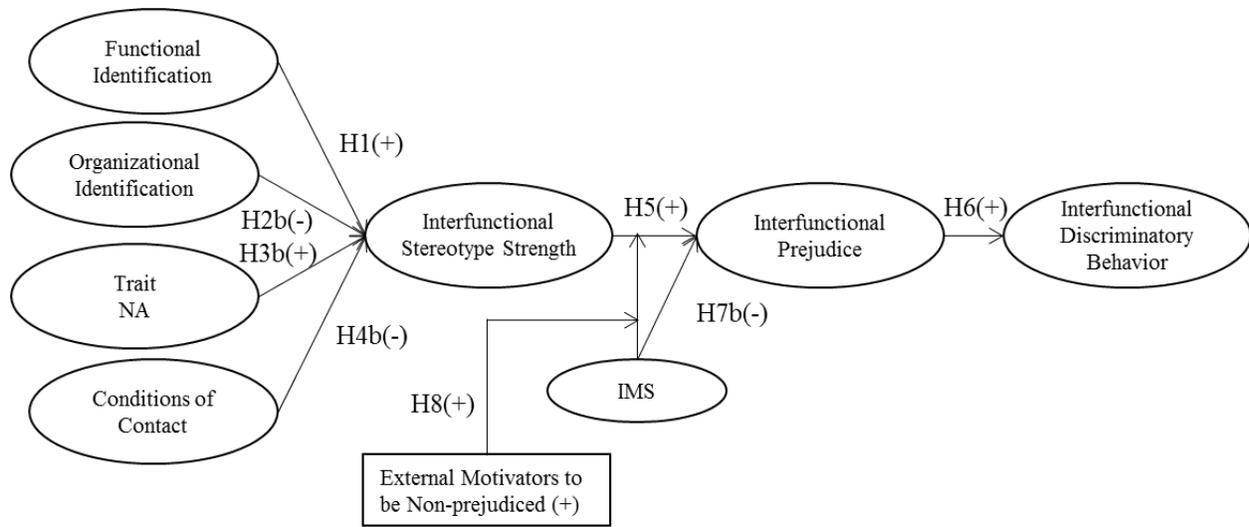 Functional
Identification
H1(+)
Organizational
Identification
H2b(-)
H3b(+)
Trait
NA
H4b(-)
Conditions of
Contact
Interfunctional
Stereotype Strength
H5(+)
Interfunctional
Prejudice
H6(+)
Interfunctional
Discriminatory
Behavior
H7b(-)
IMS
H8(+)
External Motivators to
be Non-prejudiced (+)